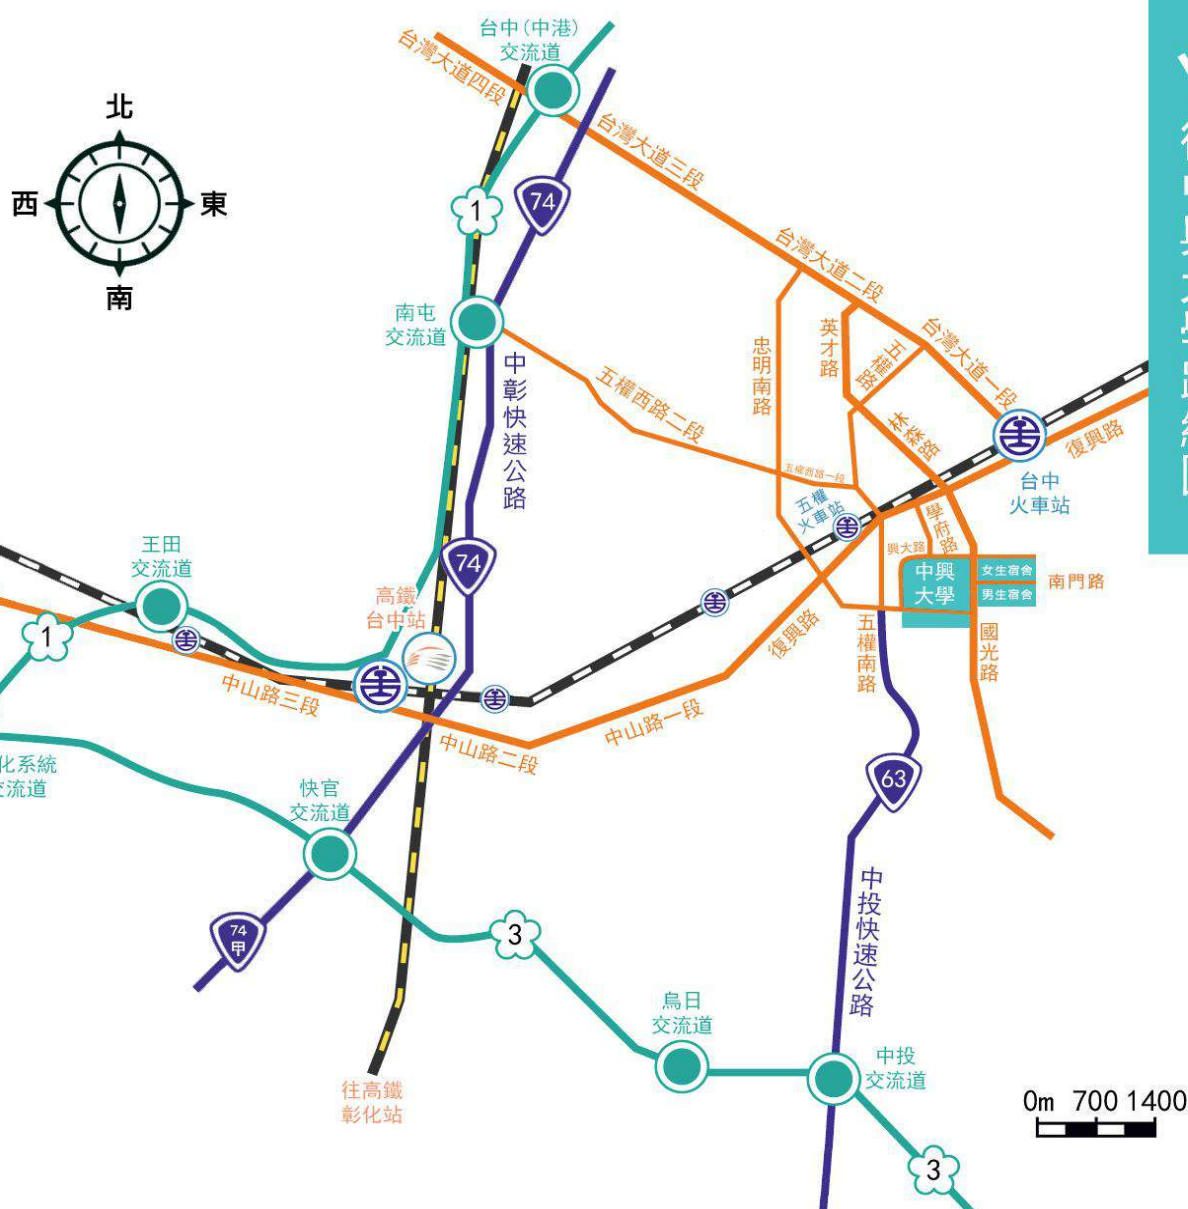 台中(中港)
交流道
台灣大道四段
台灣大道三段
北
西
東
南
74
1
台灣大道二段
南屯
交流道
英才路
五權路
台灣大道一段
忠明南路
中彰快速公路
五權西路二段
林森路
復興路
五權西路一段
台中
火車站
五權
火車站
學府路
興大路
王田
交流道
74
中興
大學
女生宿舍
男生宿舍
南門路
高鐵
台中站
1
五權南路
國光路
復興路
中山路三段
中山路一段
中山路二段
化系統
交流道
快官
交流道
63
中投快速公路
74
甲
3
烏日
交流道
中投
交流道
往高鐵
彰化站
0m 700 1400
3